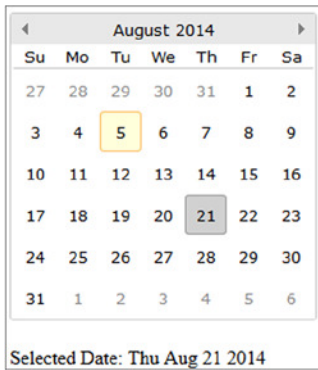 August 2014
Su Mo Tu We Th Fr Sa
27 28 29 30 31 1 2
3 4 5 6 7 8 9
10 11 12 13 14 15 16
17 18 19 20 21 22 23
24 25 26 27 28 29 30
31 1 2 3 4 5 6
Selected Date: Thu Aug 21 2014